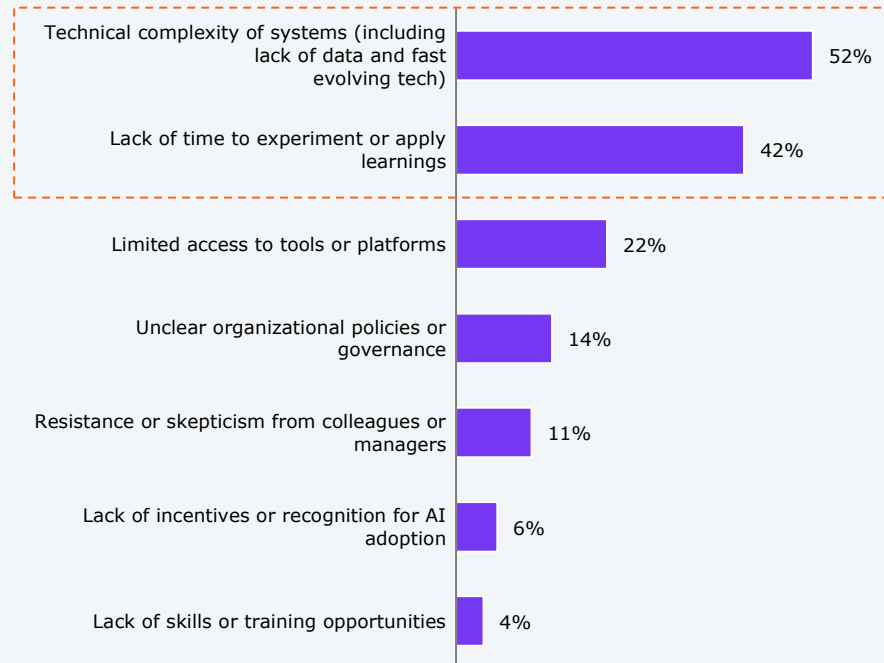 Technical complexity of systems (including
lack of data and fast
evolving tech)
52%
Lack of time to experiment or apply
learnings
42%
Limited access to tools or platforms
22%
Unclear organizational policies or
governance
14%
Resistance or skepticism from colleagues or
managers
11%
Lack of incentives or recognition for AI
adoption
6%
Lack of skills or training opportunities
4%